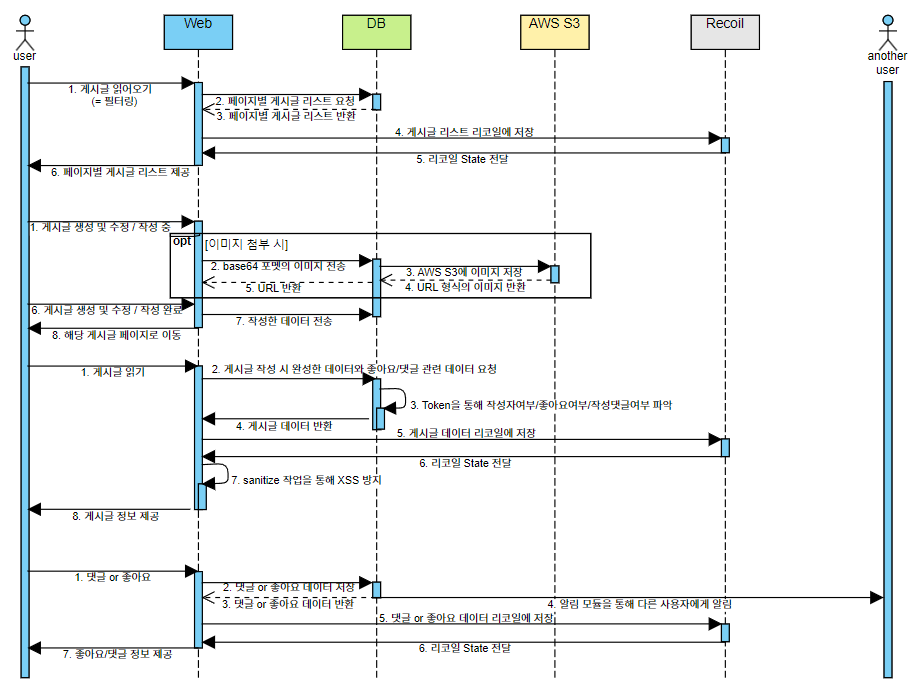 user
Web
DB
AWS S3
Recoil
another
user
1. 게시글 읽어오기
(= 필터링)
2. 페이지별 게시글 리스트 요청
3. 페이지별 게시글 리스트 반환
4. 게시글 리스트 리코일에 저장
5. 리코일 State 전달
6. 페이지별 게시글 리스트 제공
1. 게시글 생성 및 수정 / 작성 중
opt
[이미지 첨부 시]
2. base64 포맷의 이미지 전송
3. AWS S3에 이미지 저장
4. URL 형식의 이미지 반환
5. URL 반환
6. 게시글 생성 및 수정 / 작성 완료
7. 작성한 데이터 전송
8. 해당 게시글 페이지로 이동
1. 게시글 읽기
2. 게시글 작성 시 완성한 데이터와 좋아요/댓글 관련 데이터 요청
3. Token을 통해 작성자여부/좋아요여부/작성댓글여부 파악
4. 게시글 데이터 반환
5. 게시글 데이터 리코일에 저장
6. 리코일 State 전달
7. sanitize 작업을 통해 XSS 방지
8. 게시글 정보 제공
1. 댓글 or 좋아요
2. 댓글 or 좋아요 데이터 저장
3. 댓글 or 좋아요 데이터 반환
4. 알림 모듈을 통해 다른 사용자에게 알림
5. 댓글 or 좋아요 데이터 리코일에 저장
6. 리코일 State 전달
7. 좋아요/댓글 정보 제공